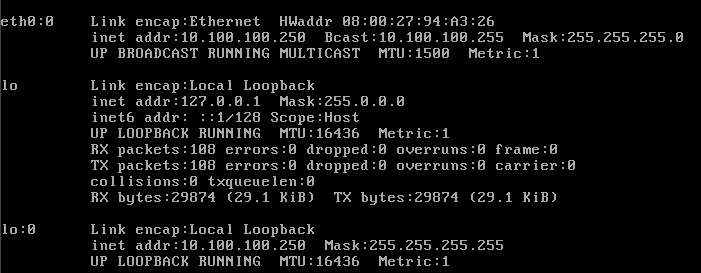 eth0:0    Link encap:Ethernet  HWaddr 08:00:27:94:A3:26
          inet addr:10.100.100.250  Bcast:10.100.100.255  Mask:255.255.255.0
          UP BROADCAST RUNNING MULTICAST  MTU:1500  Metric:1
lo        Link encap:Local Loopback
          inet addr:127.0.0.1  Mask:255.0.0.0
          inet6 addr: ::1/128 Scope:Host
          UP LOOPBACK RUNNING  MTU:16436  Metric:1
          RX packets:108 errors:0 dropped:0 overruns:0 frame:0
          TX packets:108 errors:0 dropped:0 overruns:0 carrier:0
          collisions:0 txqueuelen:0
          RX bytes:29874 (29.1 KiB)  TX bytes:29874 (29.1 KiB)
lo:0      Link encap:Local Loopback
          inet addr:10.100.100.250  Mask:255.255.255.255
          UP LOOPBACK RUNNING  MTU:16436  Metric:1